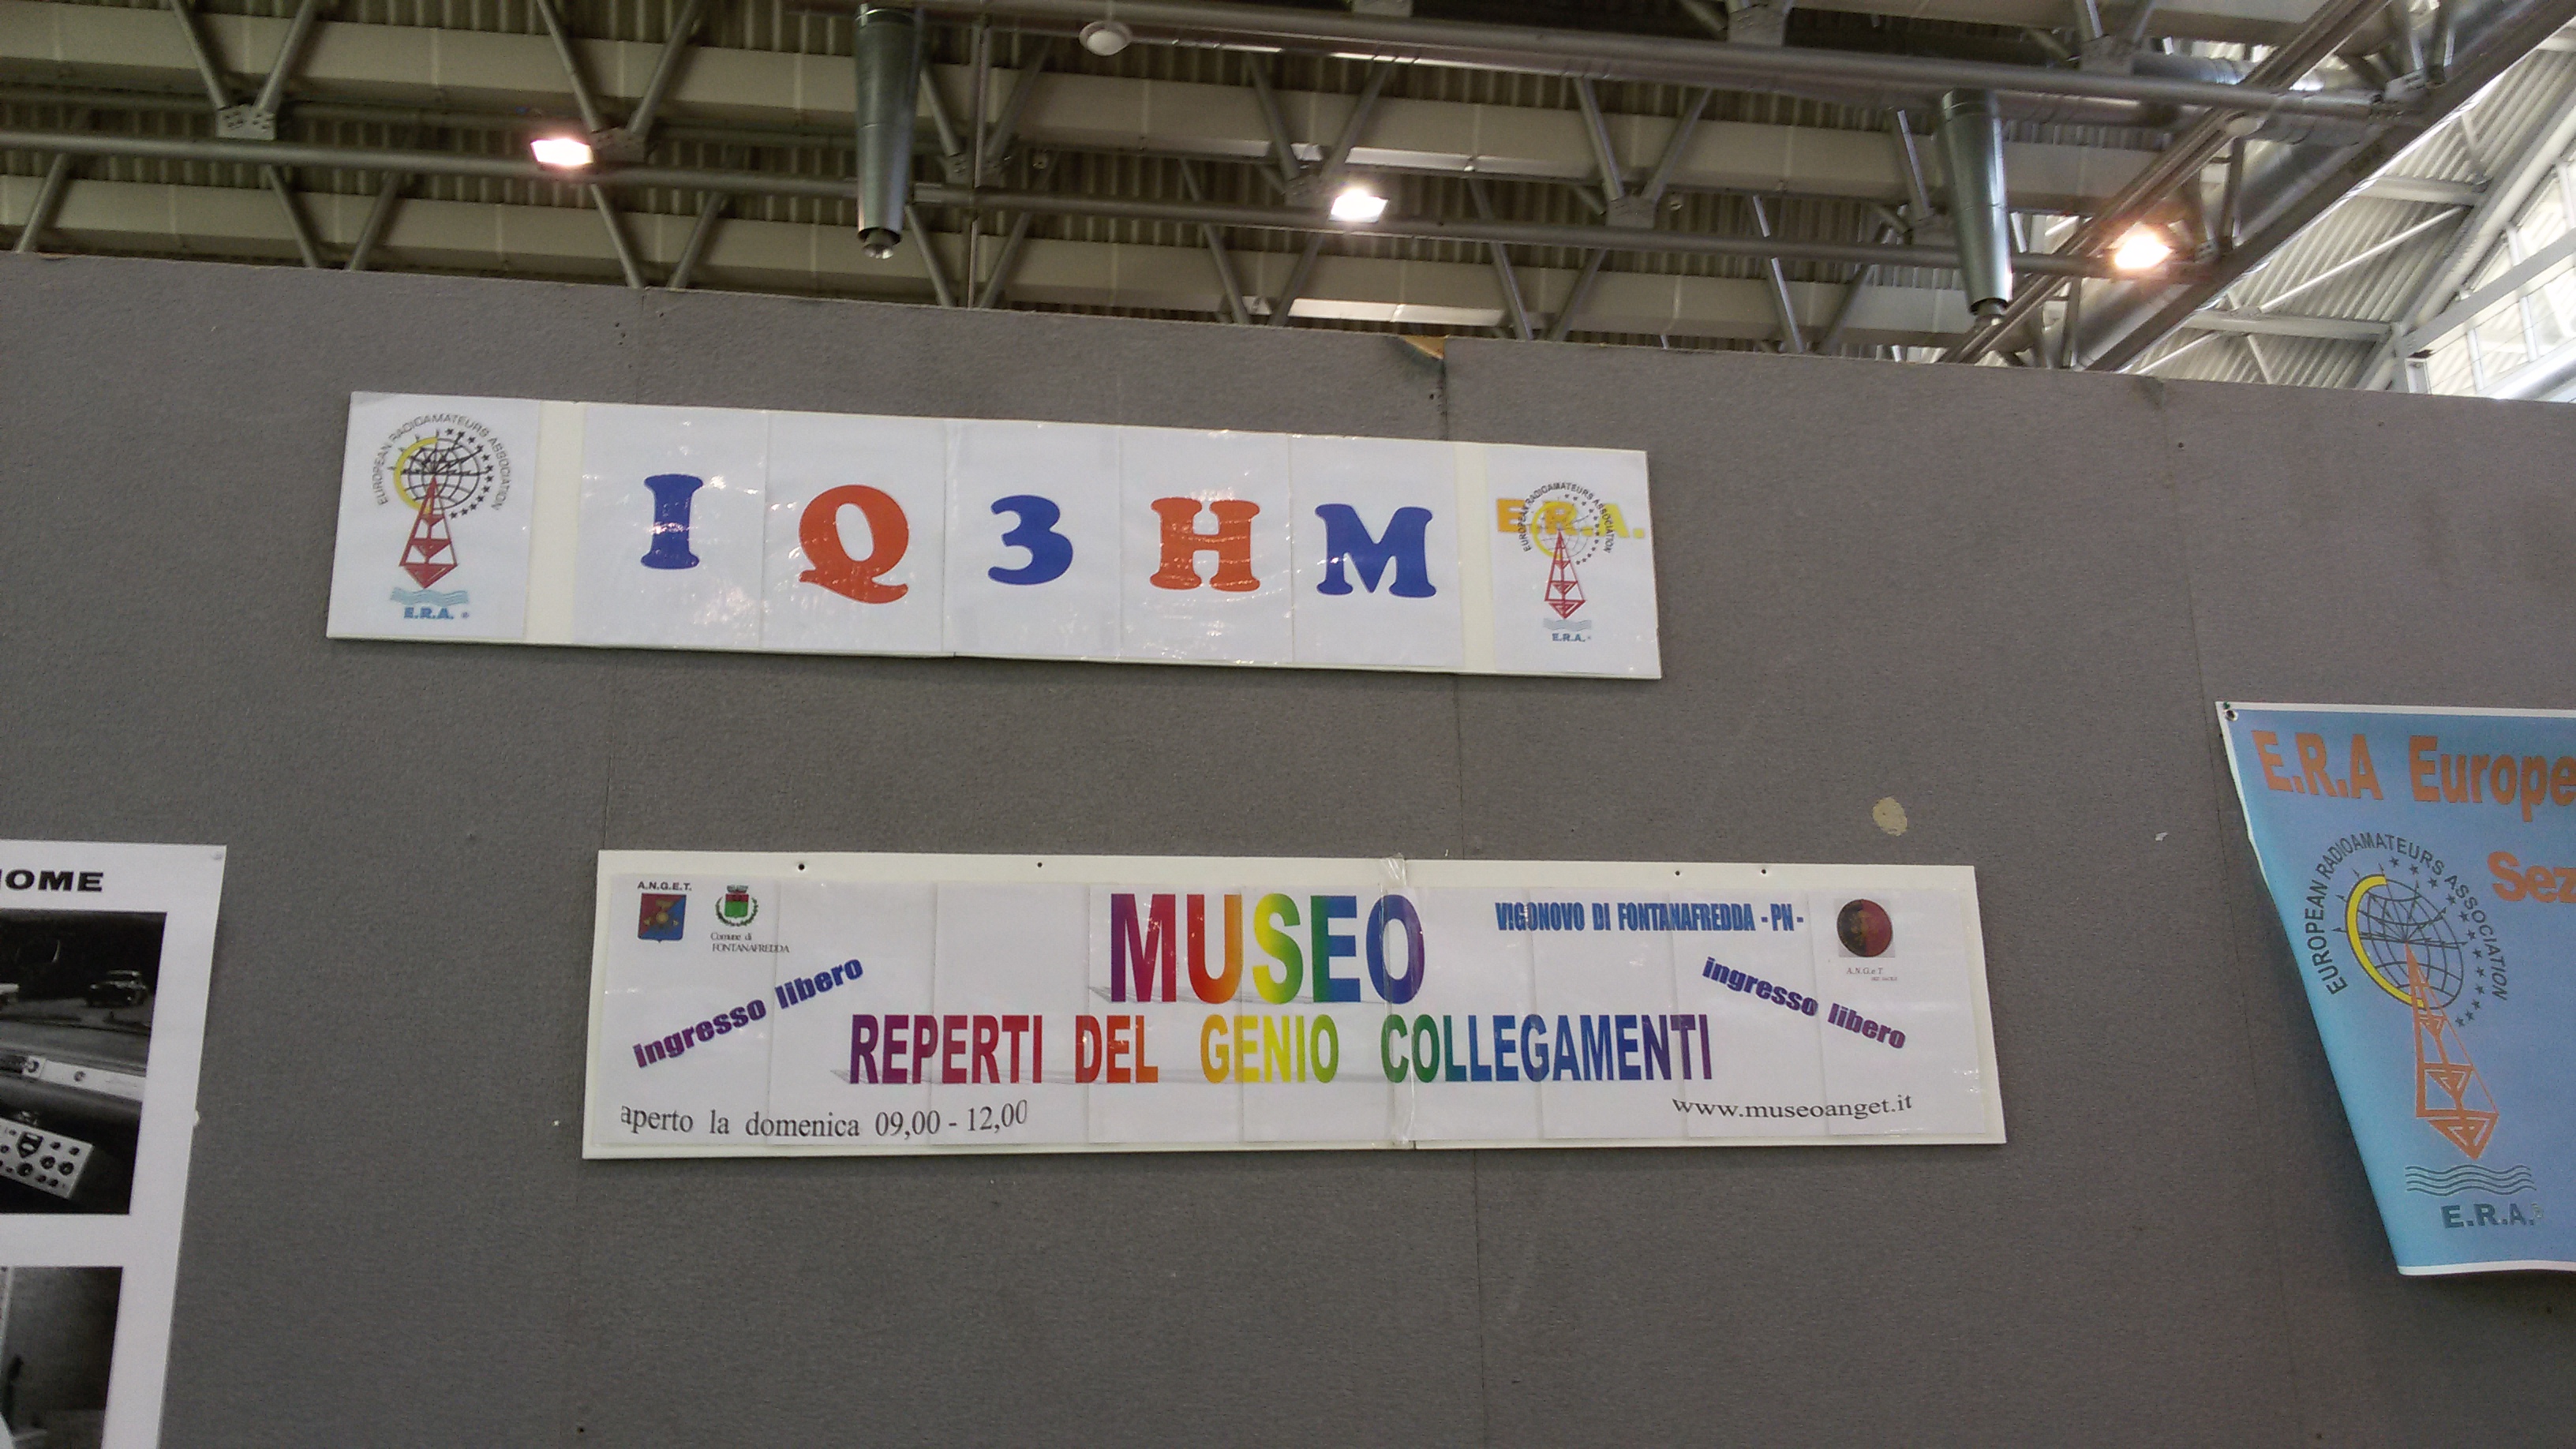 EUROPEAN RADIOAMATEURS ASSOCIATION
E.R.A.
I Q 3 H M
E.R.A.
EUROPEAN RADIOAMATEURS ASSOCIATION
E.R.A.
OME
A.N.G.E.T.
Comune di
FONTANAFREDDA
MUSEO
VIGONOVO DI FONTANAFREDDA - PN -
A.N.G.e T.
ingresso libero
ingresso libero
REPERTI DEL GENIO COLLEGAMENTI
aperto la domenica 09,00 - 12,00
www.museoanget.it
E.R.A Europe
Sez
EUROPEAN RADIOAMATEURS ASSOCIATION
E.R.A.